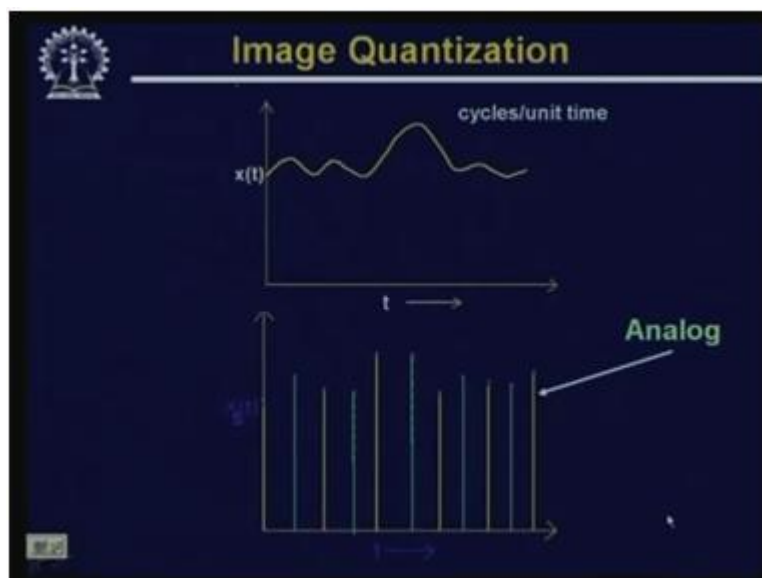 Image Quantization
cycles/unit time
x(t)
t
Analog
t